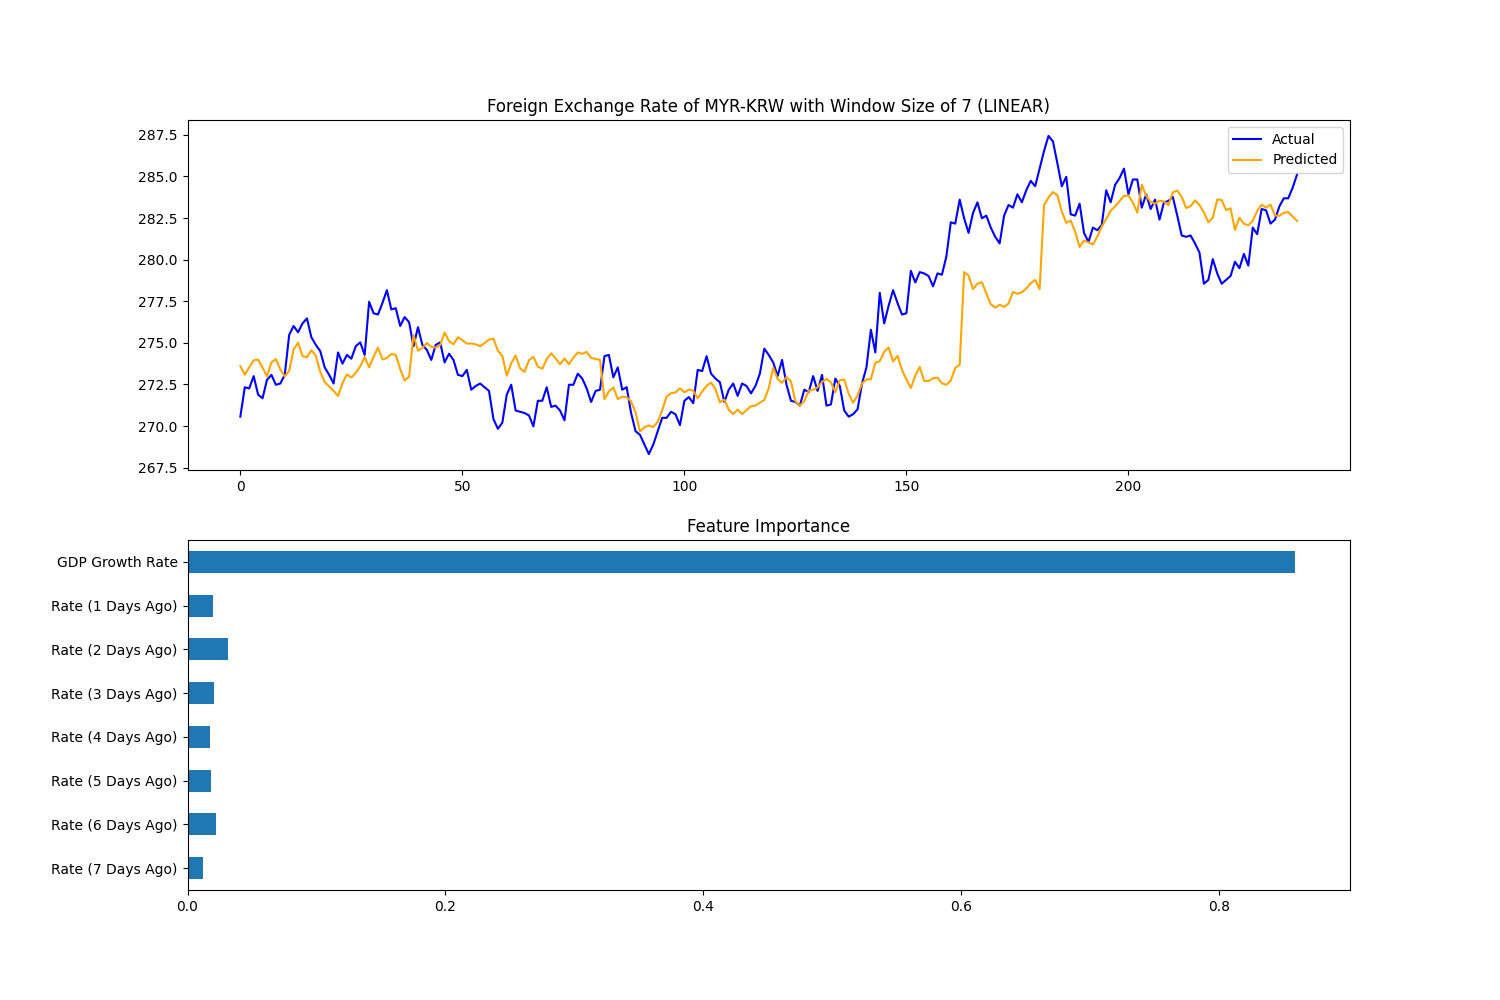 Foreign Exchange Rate of MYR-KRW with Window Size of 7 (LINEAR)
287.5
285.0
282.5
280.0
277.5
275.0
272.5
270.0
267.5
Actual
Predicted
0 50 100 150 200
Feature Importance
GDP Growth Rate
Rate (1 Days Ago)
Rate (2 Days Ago)
Rate (3 Days Ago)
Rate (4 Days Ago)
Rate (5 Days Ago)
Rate (6 Days Ago)
Rate (7 Days Ago)
0.0 0.2 0.4 0.6 0.8